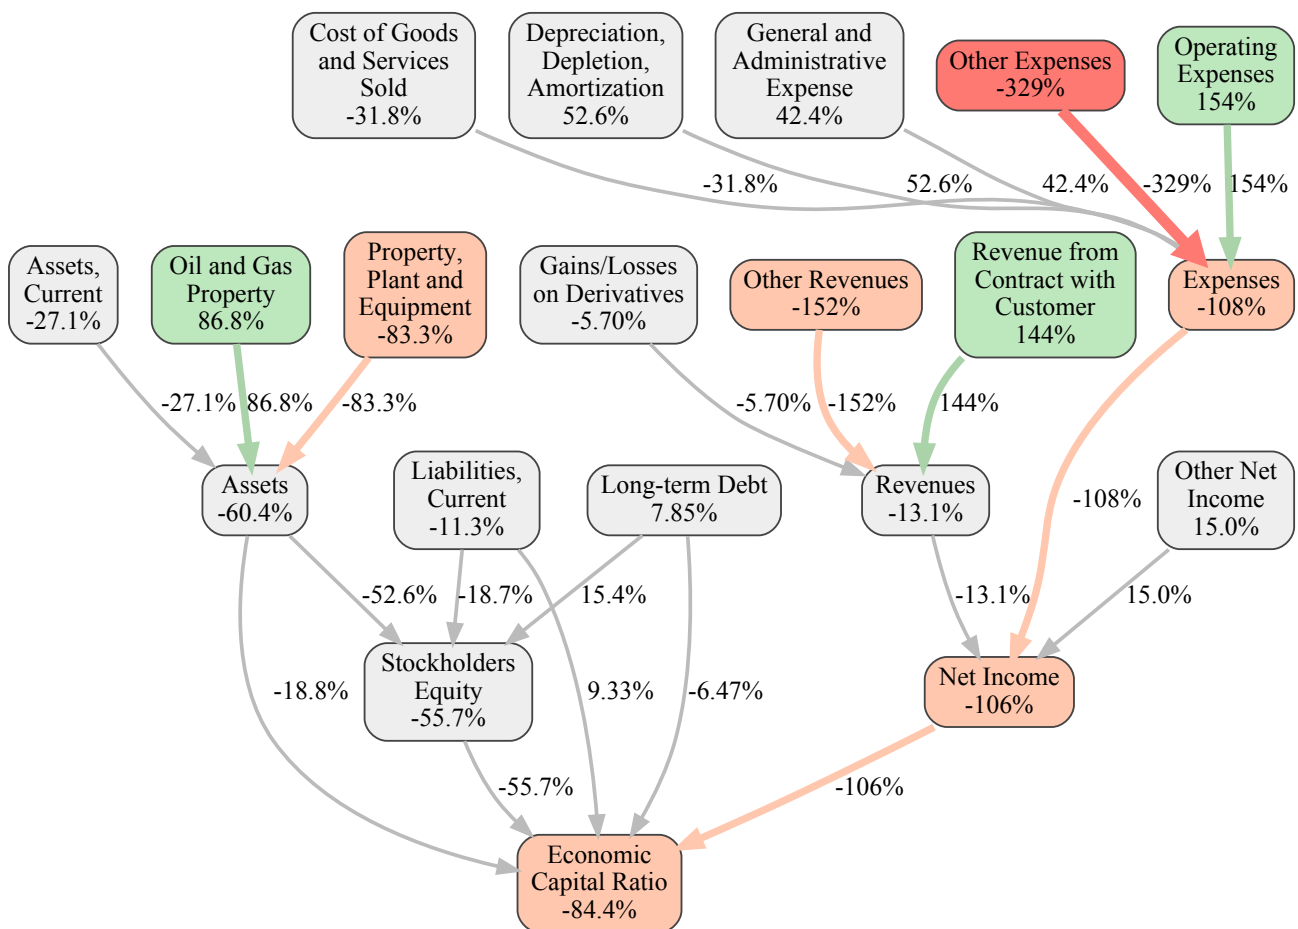 Cost of Goods
and Services
Sold
-31.8%
Depreciation,
Depletion,
Amortization
52.6%
General and
Administrative
Expense
42.4%
Other Expenses
-329%
Operating
Expenses
154%
-31.8%
52.6%
42.4%
-329%
154%
Assets,
Current
-27.1%
Oil and Gas
Property
86.8%
Property,
Plant and
Equipment
-83.3%
Gains/Losses
on Derivatives
-5.70%
Other Revenues
-152%
Revenue from
Contract with
Customer
144%
Expenses
-108%
-27.1%
86.8%
-83.3%
-5.70%
-152%
144%
Assets
-60.4%
Liabilities,
Current
-11.3%
Long-term Debt
7.85%
Revenues
-13.1%
-108%
Other Net
Income
15.0%
-52.6%
-18.7%
15.4%
-13.1%
15.0%
Stockholders
Equity
-55.7%
-18.8%
9.33%
-6.47%
Net Income
-106%
-55.7%
-106%
Economic
Capital Ratio
-84.4%